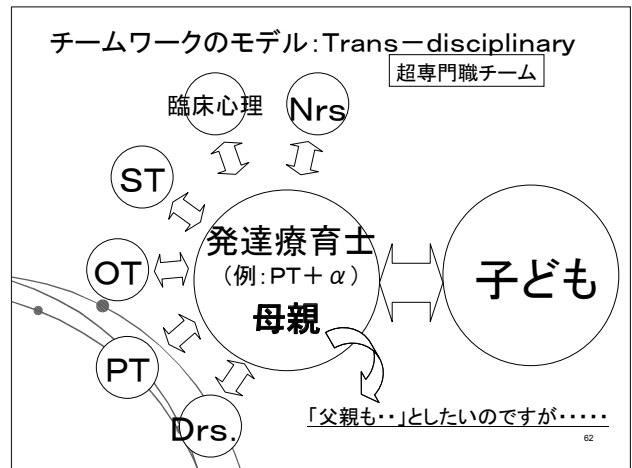 チームワークのモデル:Trans-disciplinary
超専門職チーム
臨床心理
Nrs
ST
OT
PT
Drs.
発達療育士
(例:PT+α)
母親
子ども
「父親も‥」としたいのですが‥‥‥
62